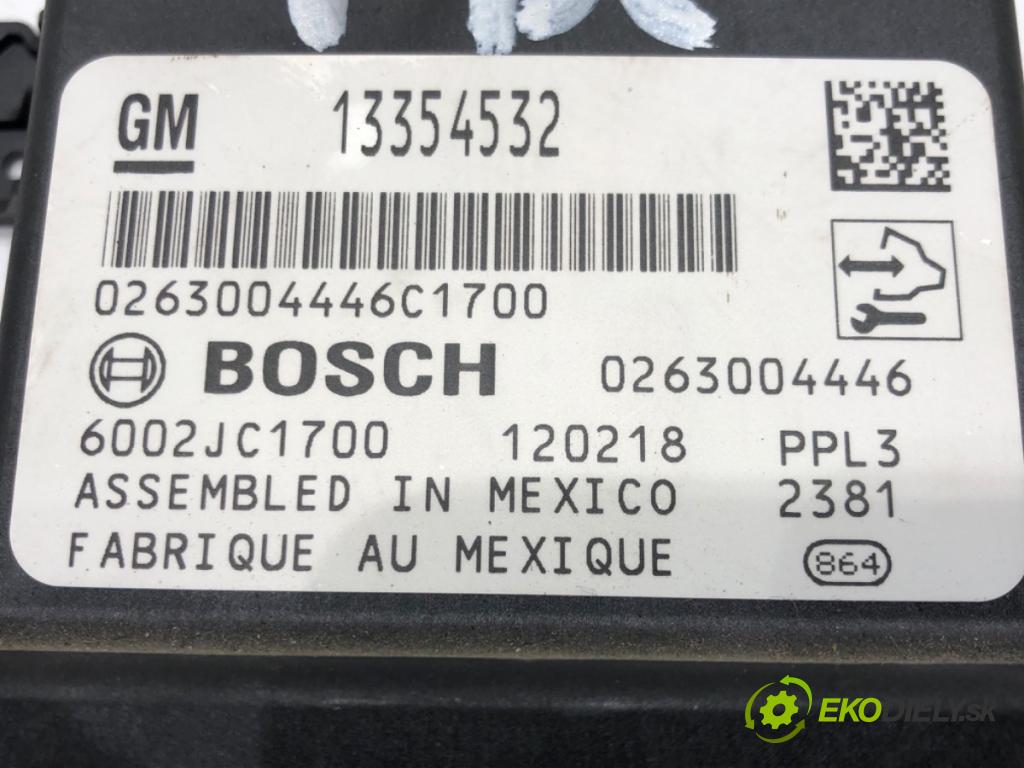 GM 13354532
0263004446C1700
BOSCH 0263004446
6002JC1700 120218 PPL3
ASSEMBLED IN MEXICO 2381
FABRIQUE AU MEXIQUE 864
EKODIELY.SK